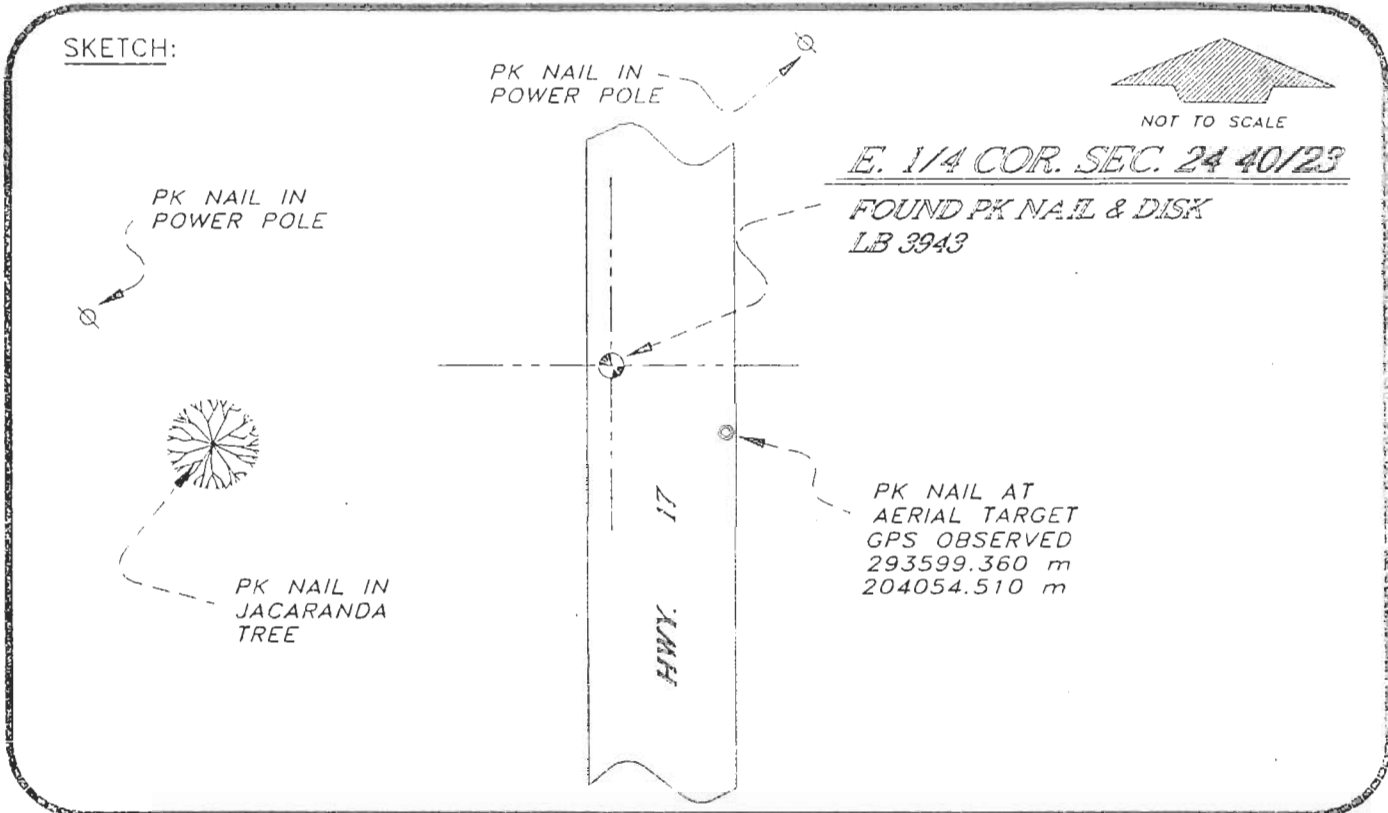 SKETCH:
PK NAIL IN
POWER POLE
NOT TO SCALE
E. 1/4 COR. SEC. 24 40/23
FOUND PK NAIL & DISK
LB 3943
PK NAIL IN
POWER POLE
PK NAIL AT
AERIAL TARGET
GPS OBSERVED
293599.360 m
204054.510 m
HWY. 17
PK NAIL IN
JACARANDA
TREE